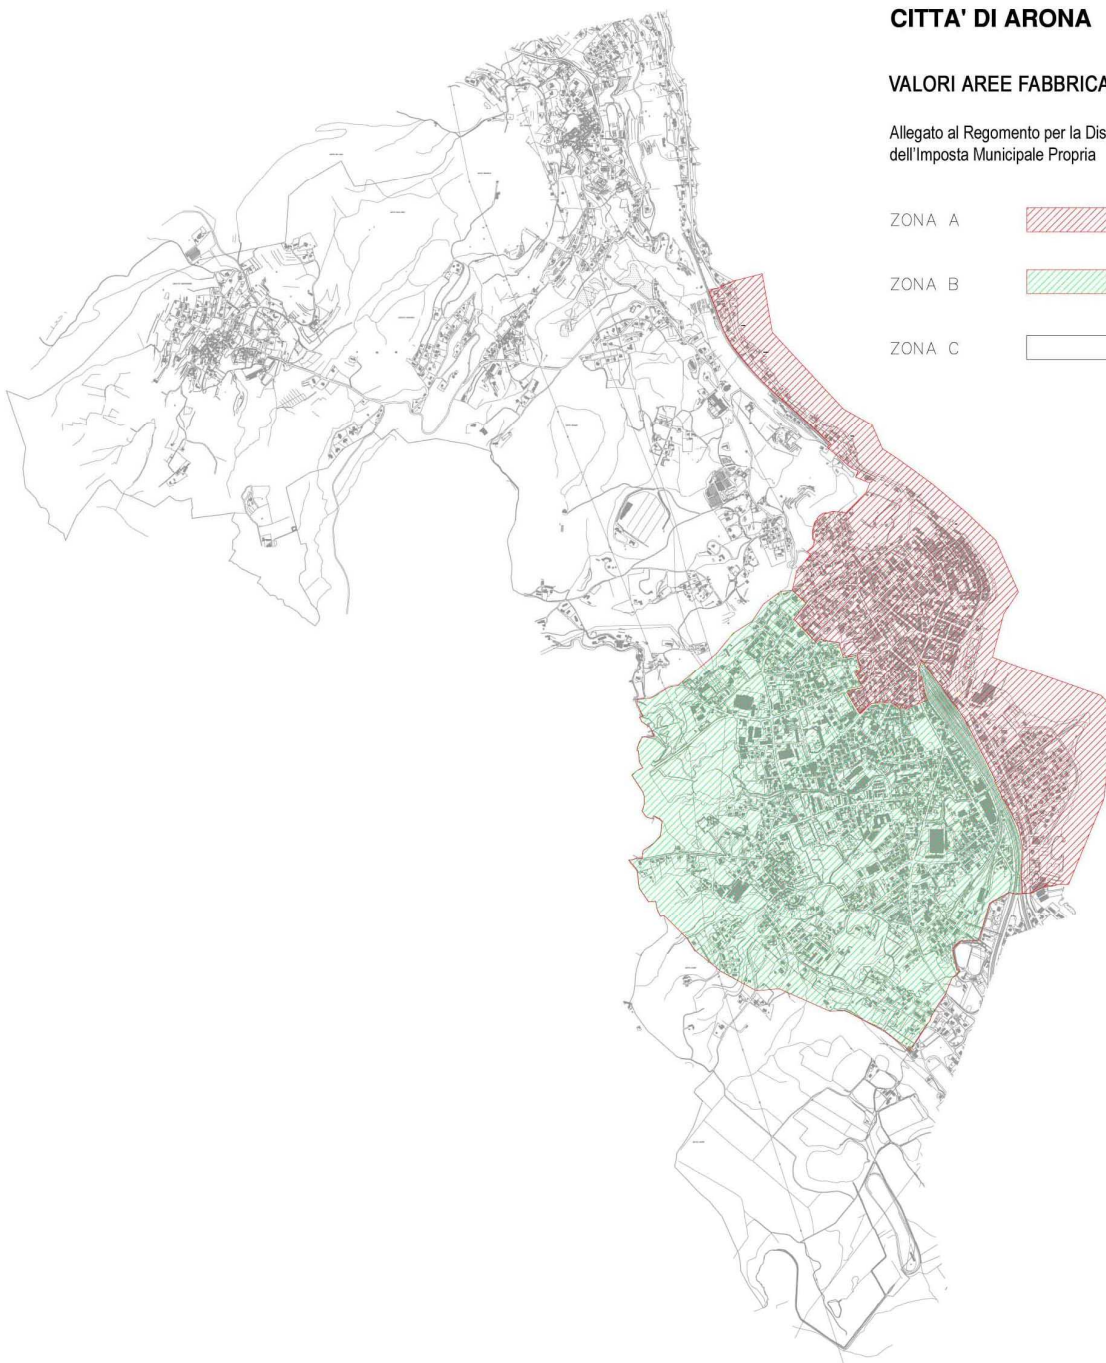 CITTA' DI ARONA
VALORI AREE FABBRICA
Allegato al Regomento per la Dis
dell'Imposta Municipale Propria
ZONA A
ZONA B
ZONA C